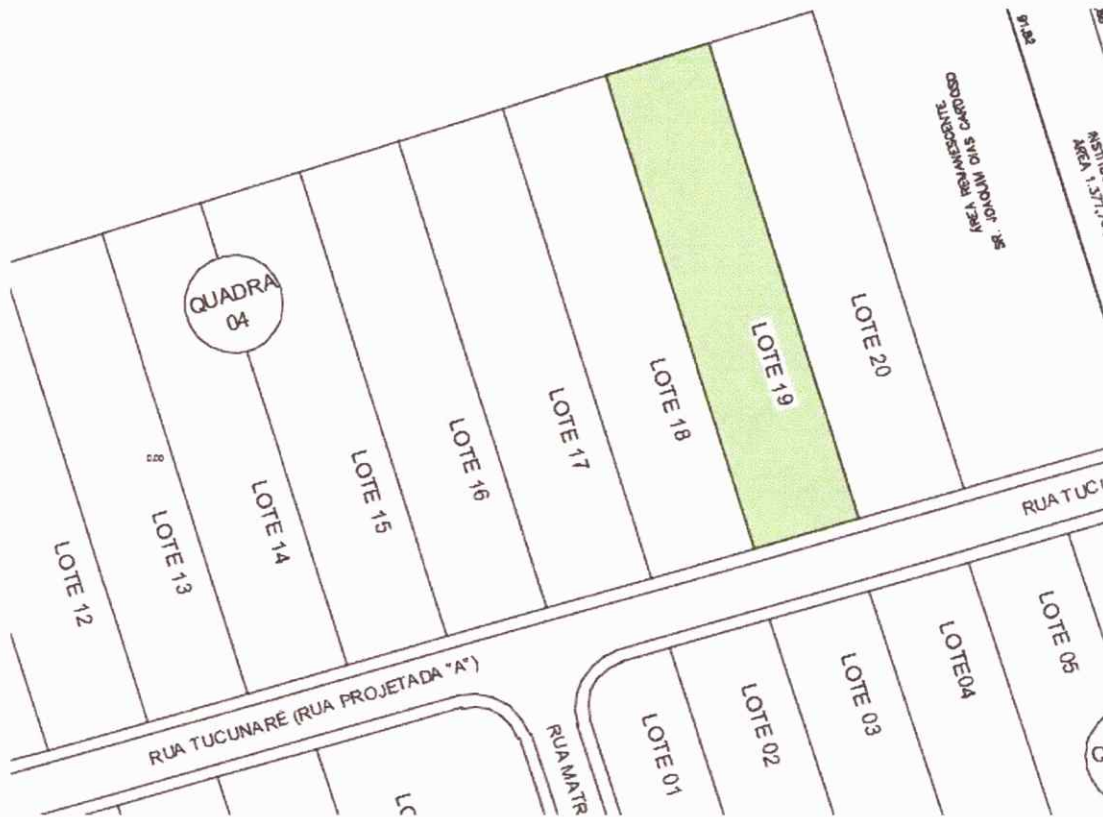 91,82
SR. JOAQUIM DIAS CARDOSO
ÁREA REMANESCENTE
QUADRA
04
LOTE 12
LOTE 13
LOTE 14
LOTE 15
LOTE 16
LOTE 17
LOTE 18
LOTE 19
LOTE 20
RUA TUCUNARÉ (RUA PROJETADA "A")
RUA TUCU
RUA MATR
LOTE 01
LOTE 02
LOTE 03
LOTE04
LOTE 05